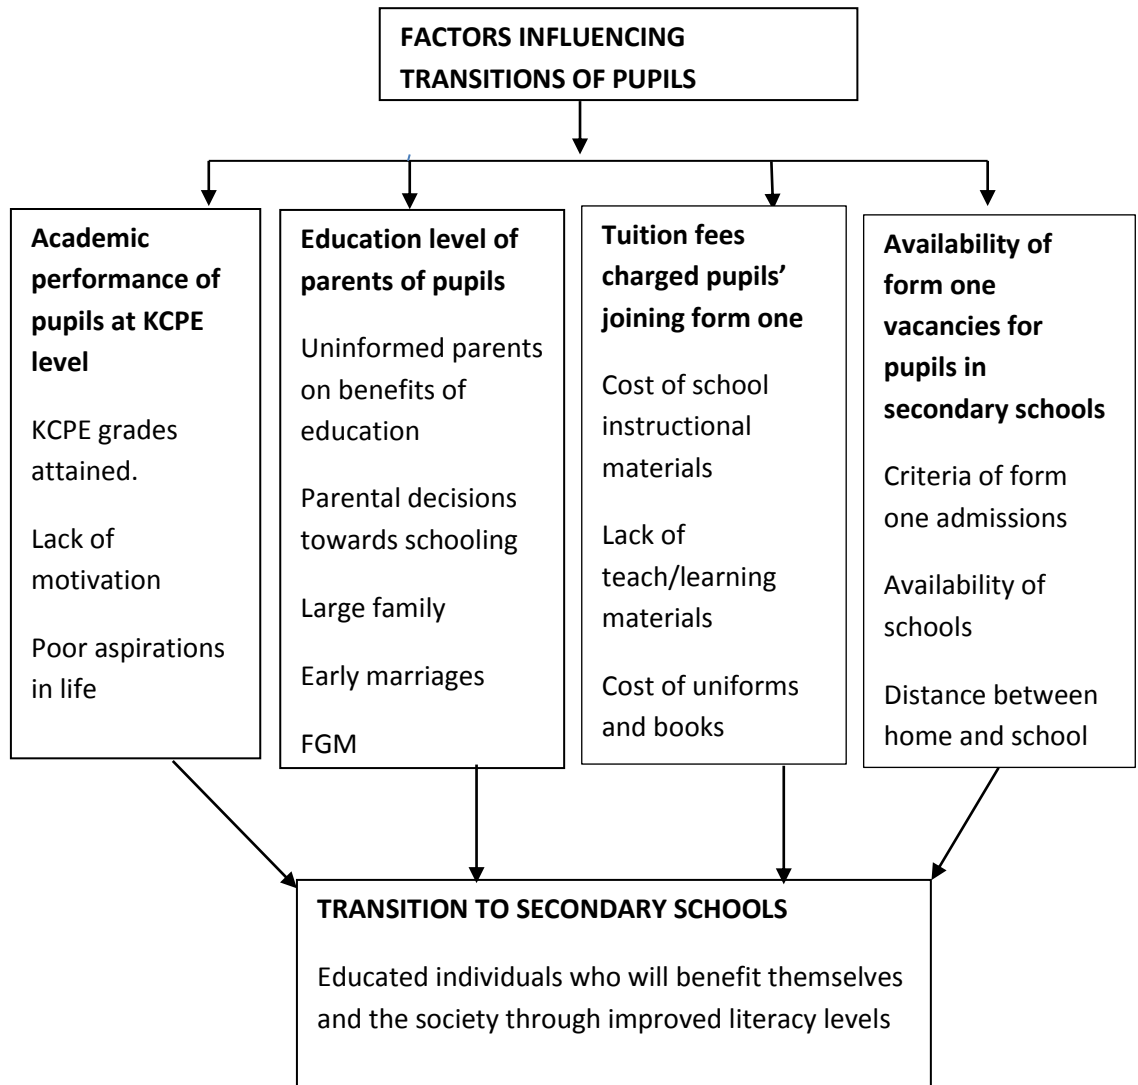 FACTORS INFLUENCING
TRANSITIONS OF PUPILS
Academic
performance of
pupils at KCPE
level
KCPE grades
attained.
Lack of
motivation
Poor aspirations
in life
Education level of
parents of pupils
Uninformed parents
on benefits of
education
Parental decisions
towards schooling
Large family
Early marriages
FGM
Tuition fees
charged pupils’
joining form one
Cost of school
instructional
materials
Lack of
teach/learning
materials
Cost of uniforms
and books
Availability of
form one
vacancies for
pupils in
secondary schools
Criteria of form
one admissions
Availability of
schools
Distance between
home and school
TRANSITION TO SECONDARY SCHOOLS
Educated individuals who will benefit themselves
and the society through improved literacy levels